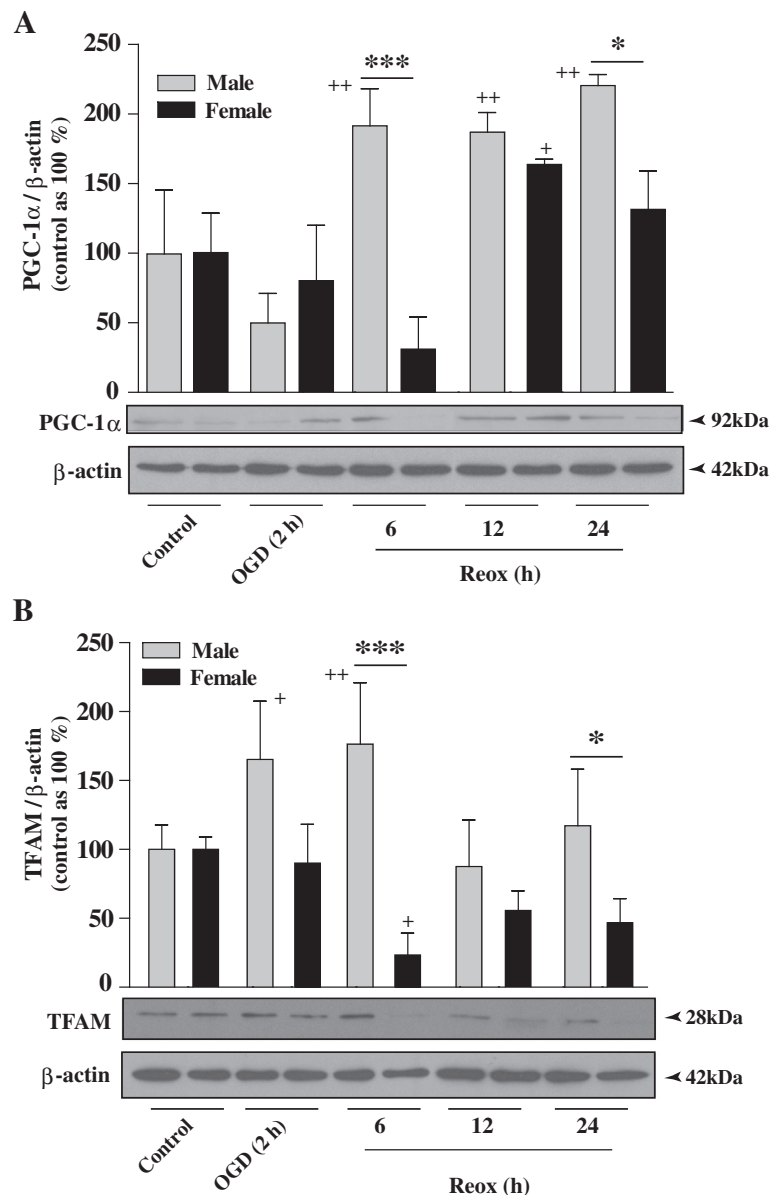 A
PGC-1α/β-actin
(control as 100 %)
250
200
150
100
50
0
Male
Female
++
***
++
+
++
*
PGC-1α
92kDa
β-actin
42kDa
Control
OGD (2 h)
6
12
24
Reox (h)
B
TFAM/β-actin
(control as 100 %)
250
200
150
100
50
0
Male
Female
+
++
***
+
*
TFAM
28kDa
β-actin
42kDa
Control
OGD (2 h)
6
12
24
Reox (h)